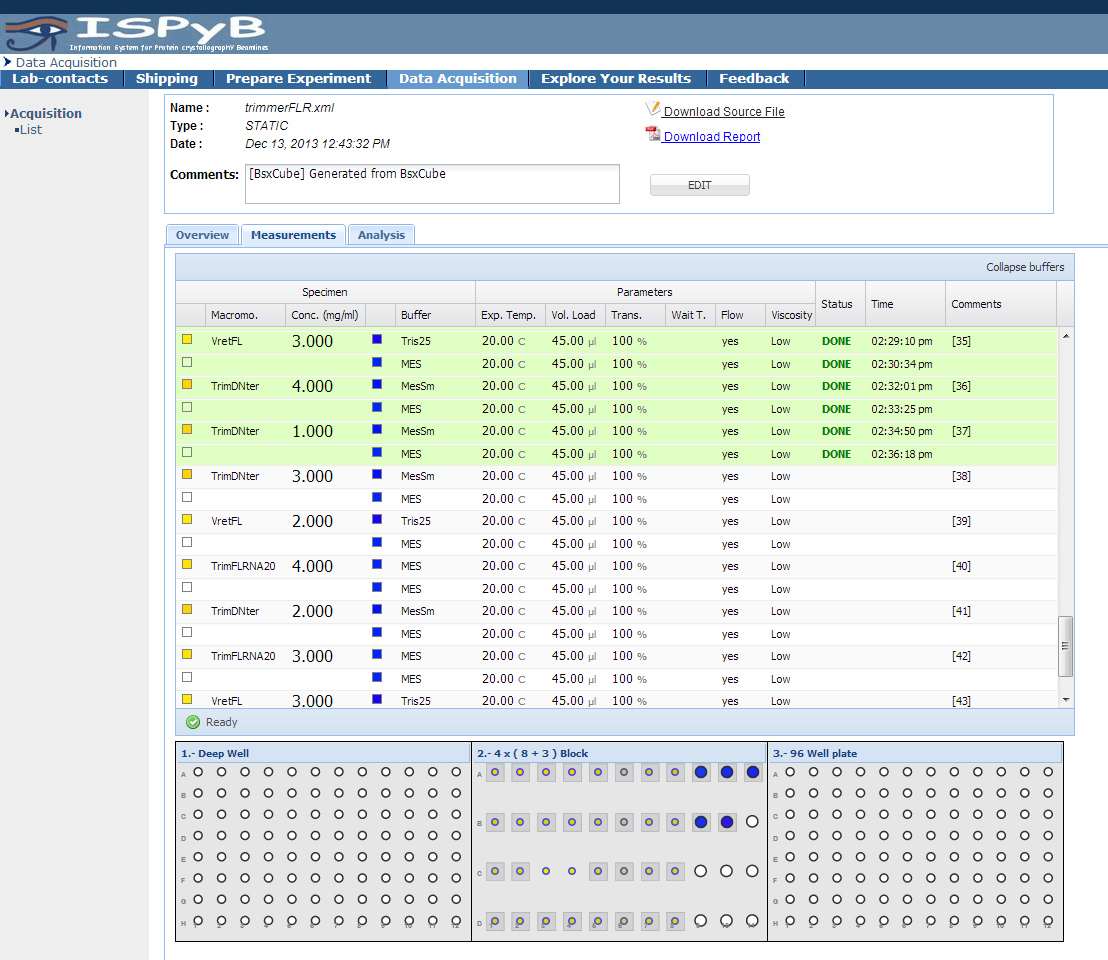 ISPyB
Information System for Protein crystallographY Beamlines
Data Acquisition
Lab-contacts Shipping Prepare Experiment Data Acquisition Explore Your Results Feedback
Acquisition
List
Name : trimmerFLR.xml
Type : STATIC
Date : Dec 13, 2013 12:43:32 PM
Comments: [BsxCube] Generated from BsxCube
Download Source File
Download Report
EDIT
Overview Measurements Analysis
Collapse buffers
Specimen Parameters Status Time Comments
Macromo. Conc. (mg/ml) Buffer Exp. Temp. Vol. Load Trans. Wait T. Flow Viscosity
VretFL 3.000 Tris25 20.00 C 45.00 µl 100 % yes Low DONE 02:29:10 pm [35]
MES 20.00 C 45.00 µl 100 % yes Low DONE 02:30:34 pm
TrimDNter 4.000 MesSm 20.00 C 45.00 µl 100 % yes Low DONE 02:32:01 pm [36]
MES 20.00 C 45.00 µl 100 % yes Low DONE 02:33:25 pm
TrimDNter 1.000 MesSm 20.00 C 45.00 µl 100 % yes Low DONE 02:34:50 pm [37]
MES 20.00 C 45.00 µl 100 % yes Low DONE 02:36:18 pm
TrimDNter 3.000 MesSm 20.00 C 45.00 µl 100 % yes Low [38]
MES 20.00 C 45.00 µl 100 % yes Low
VretFL 2.000 Tris25 20.00 C 45.00 µl 100 % yes Low [39]
MES 20.00 C 45.00 µl 100 % yes Low
TrimFLRNA20 4.000 MES 20.00 C 45.00 µl 100 % yes Low [40]
MES 20.00 C 45.00 µl 100 % yes Low
TrimDNter 2.000 MesSm 20.00 C 45.00 µl 100 % yes Low [41]
MES 20.00 C 45.00 µl 100 % yes Low
TrimFLRNA20 3.000 MES 20.00 C 45.00 µl 100 % yes Low [42]
MES 20.00 C 45.00 µl 100 % yes Low
VretFL 3.000 Tris25 20.00 C 45.00 µl 100 % yes Low [43]
Ready
1.- Deep Well 2.- 4 x ( 8 + 3 ) Block 3.- 96 Well plate
A A A
B B
C C
D B D
E E
F C F
G G
H D H
1 2 3 4 5 6 7 8 9 10 11 12 1 2 3 4 5 6 7 8 9 10 11 1 2 3 4 5 6 7 8 9 10 11 12